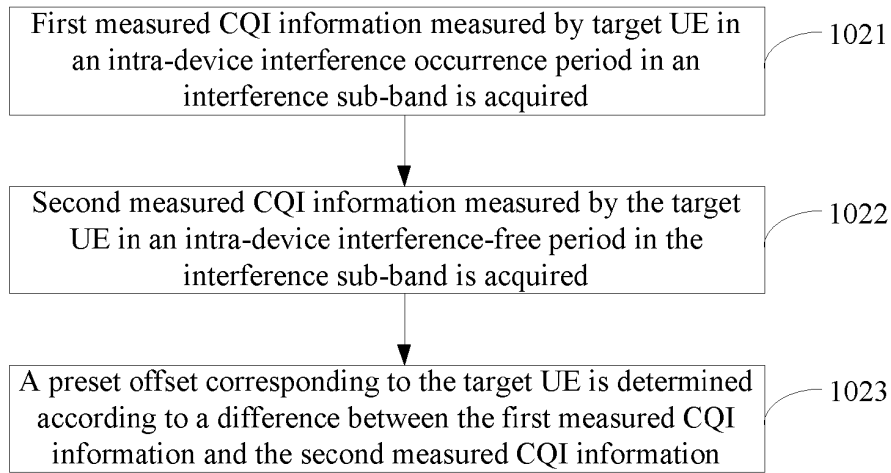 First measured CQI information measured by target UE in
an intra-device interference occurrence period in an
interference sub-band is acquired
1021
Second measured CQI information measured by the target
UE in an intra-device interference-free period in the
interference sub-band is acquired
1022
A preset offset corresponding to the target UE is determined
according to a difference between the first measured CQI
information and the second measured CQI information
1023